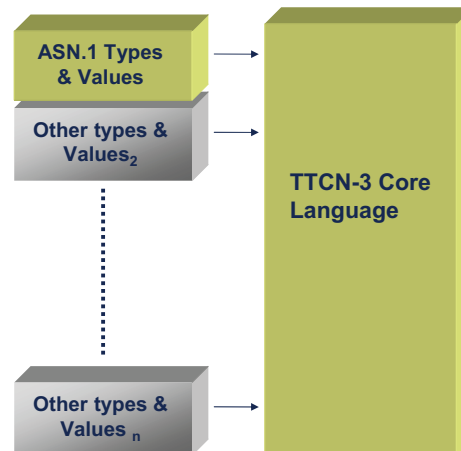 ASN.1 Types
& Values
Other types &
Values₂
TTCN-3 Core
Language
Other types &
Values ₙ